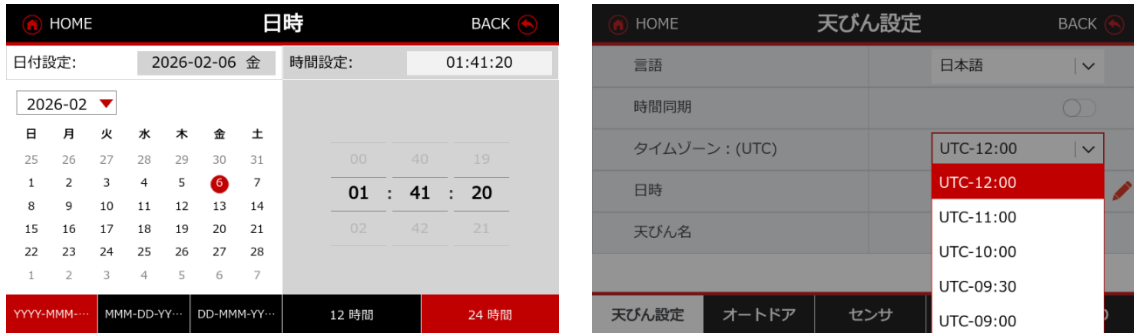 HOME 日時 BACK
日付設定: 2026-02-06 金 時間設定: 01:41:20
2026-02
日 月 火 水 木 金 土
25 26 27 28 29 30 31
1 2 3 4 5 6 7
8 9 10 11 12 13 14
15 16 17 18 19 20 21
22 23 24 25 26 27 28
1 2 3 4 5 6 7
00 40 19
01 : 41 : 20
02 42 21
YYYY-MMM-… MMM-DD-YY… DD-MMM-YY… 12 時間 24 時間
HOME 天びん設定 BACK
言語 日本語
時間同期
タイムゾーン：(UTC) UTC-12:00
UTC-12:00
日時
UTC-11:00
天びん名
UTC-10:00
UTC-09:30
天びん設定 オートドア センサ
UTC-09:00